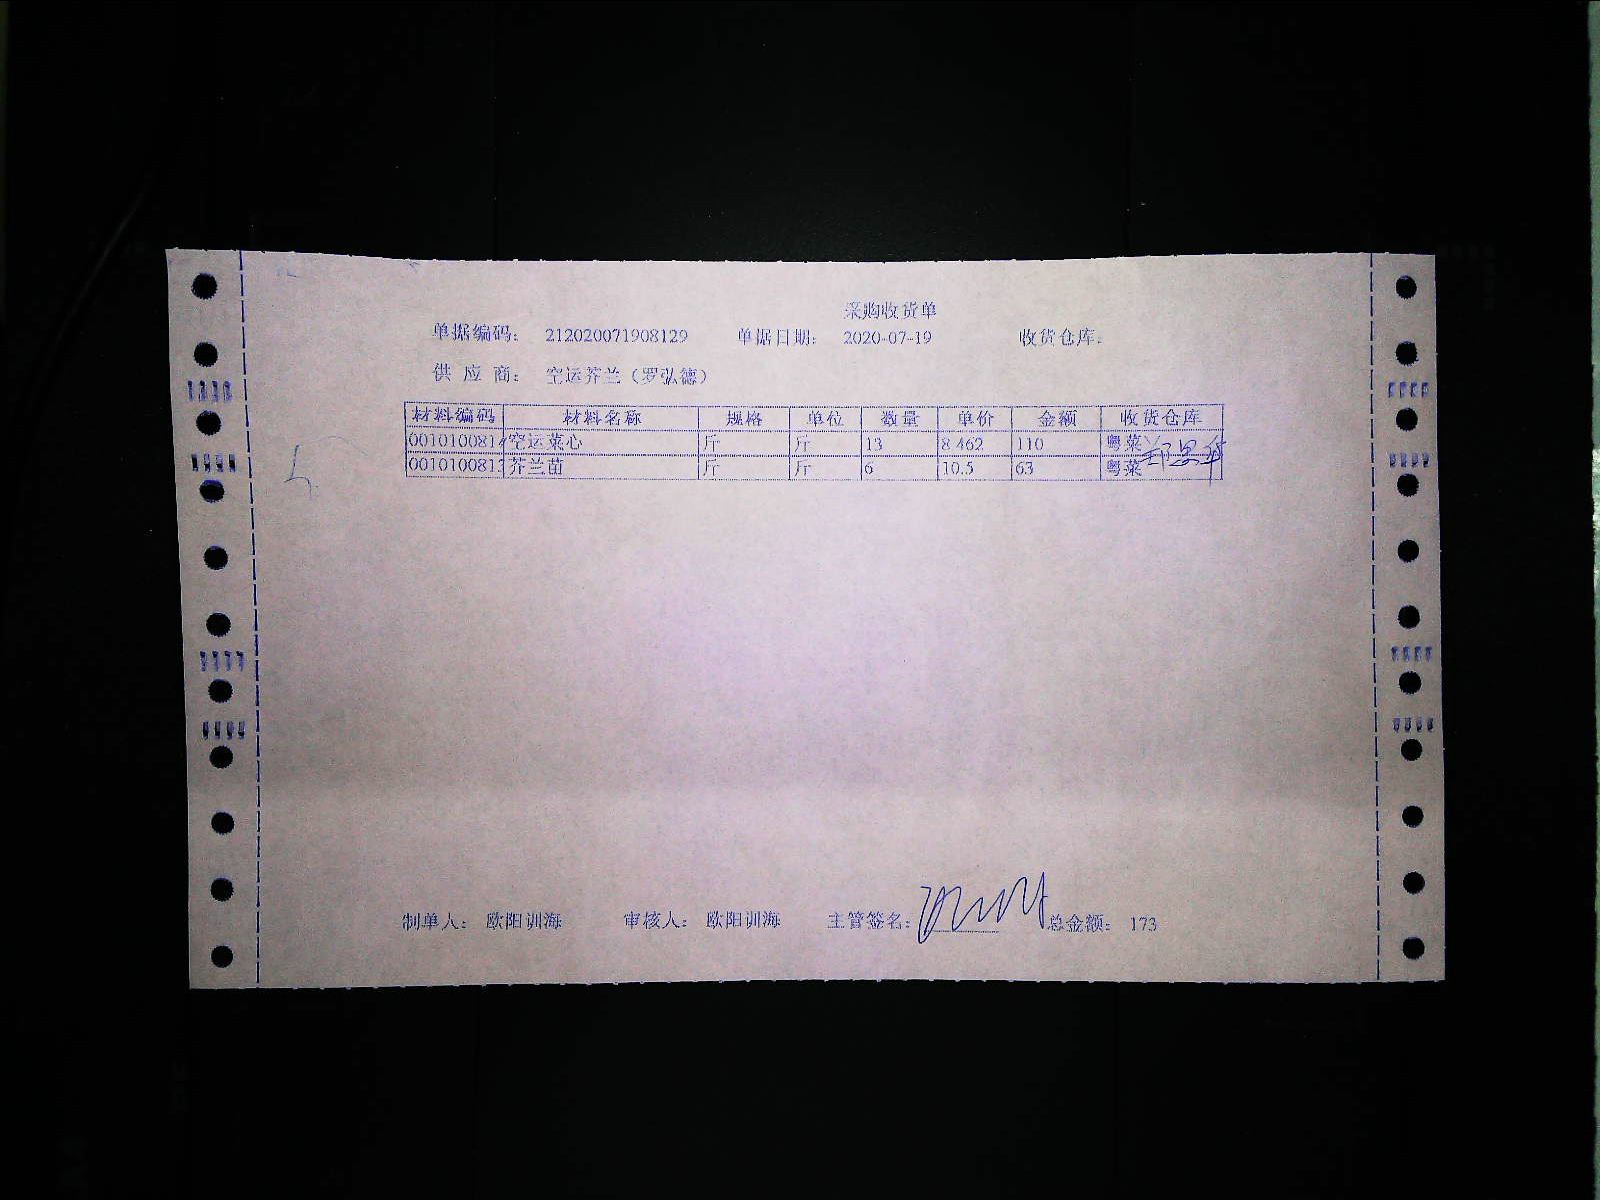 采购收货单
单据编码： 212020071908129 单据日期： 2020-07-19 收货仓库：
供 应 商： 空运芥兰（罗弘德）
材料编码 材料名称 规格 单位 数量 单价 金额 收货仓库
0010100814 空运菜心 斤 斤 13 8.462 110 粤菜
001010081 芥兰苗 斤 斤 6 10.5 63 粤菜
制单人： 欧阳训海 审核人： 欧阳训海 主管签名： 总金额： 173